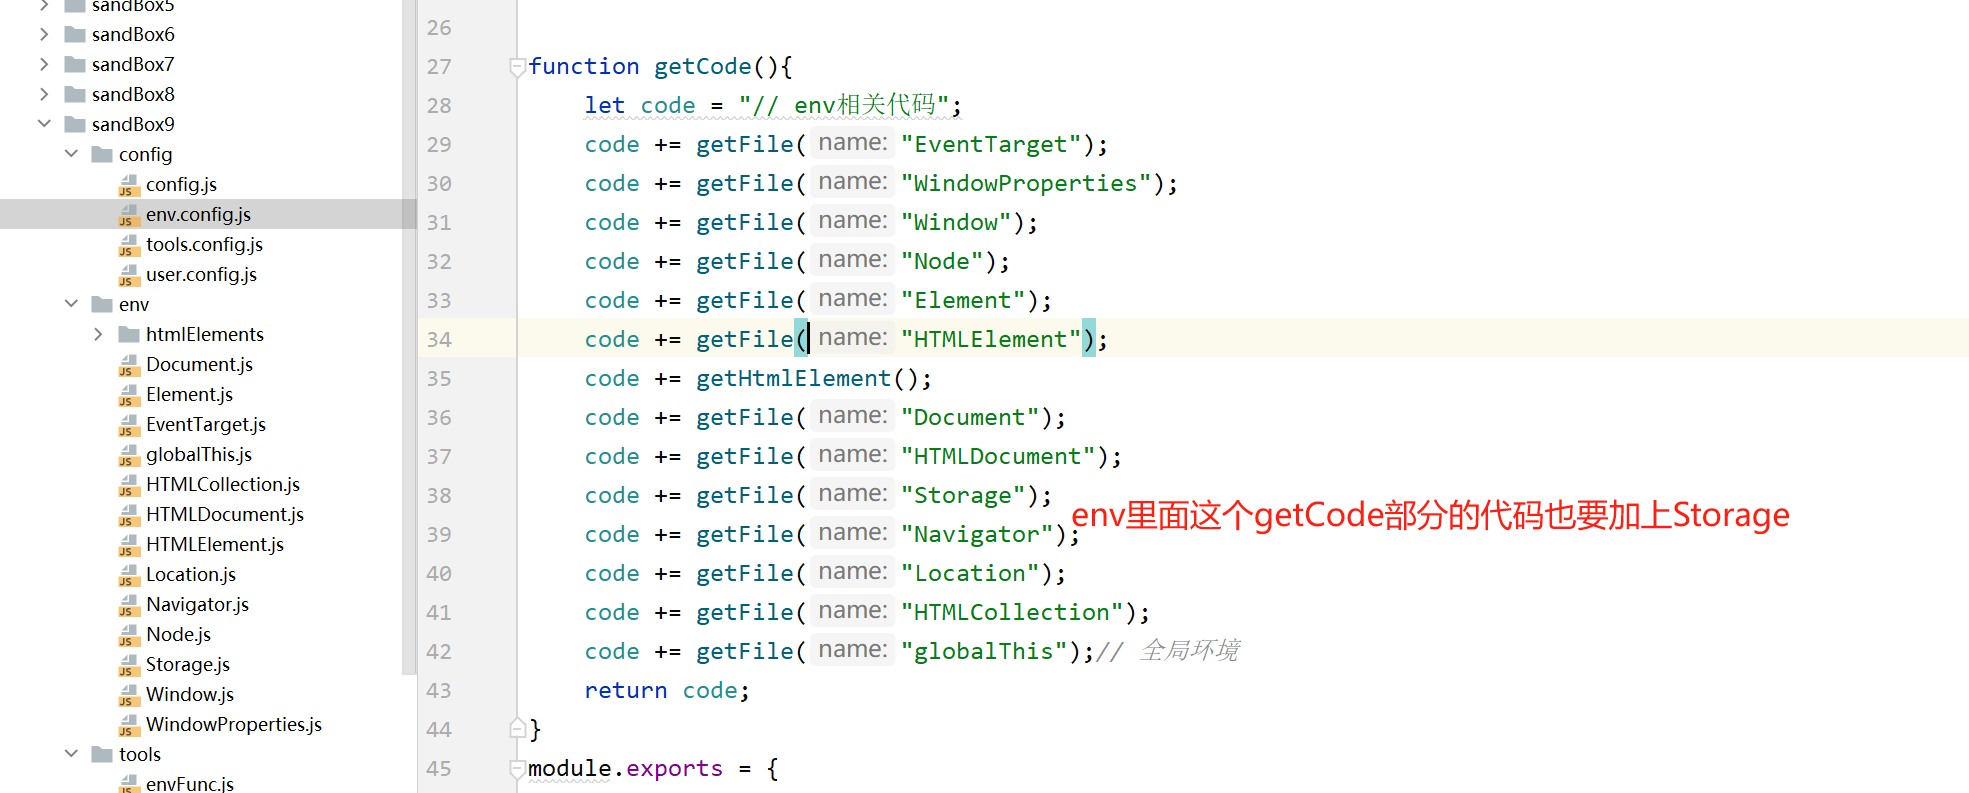 sandBox5
sandBox6
sandBox7
sandBox8
sandBox9
config
config.js
env.config.js
tools.config.js
user.config.js
env
htmlElements
Document.js
Element.js
EventTarget.js
globalThis.js
HTMLCollection.js
HTMLDocument.js
HTMLElement.js
Location.js
Navigator.js
Node.js
Storage.js
Window.js
WindowProperties.js
tools
envFunc.js
26
27 function getCode(){
28 let code = "// env相关代码";
29 code += getFile( name: "EventTarget");
30 code += getFile( name: "WindowProperties");
31 code += getFile( name: "Window");
32 code += getFile( name: "Node");
33 code += getFile( name: "Element");
34 code += getFile( name: "HTMLElement");
35 code += getHtmlElement();
36 code += getFile( name: "Document");
37 code += getFile( name: "HTMLDocument");
38 code += getFile( name: "Storage");
env里面这个getCode部分的代码也要加上Storage
39 code += getFile( name: "Navigator");
40 code += getFile( name: "Location");
41 code += getFile( name: "HTMLCollection");
42 code += getFile( name: "globalThis");// 全局环境
43 return code;
44 }
45 module.exports = {